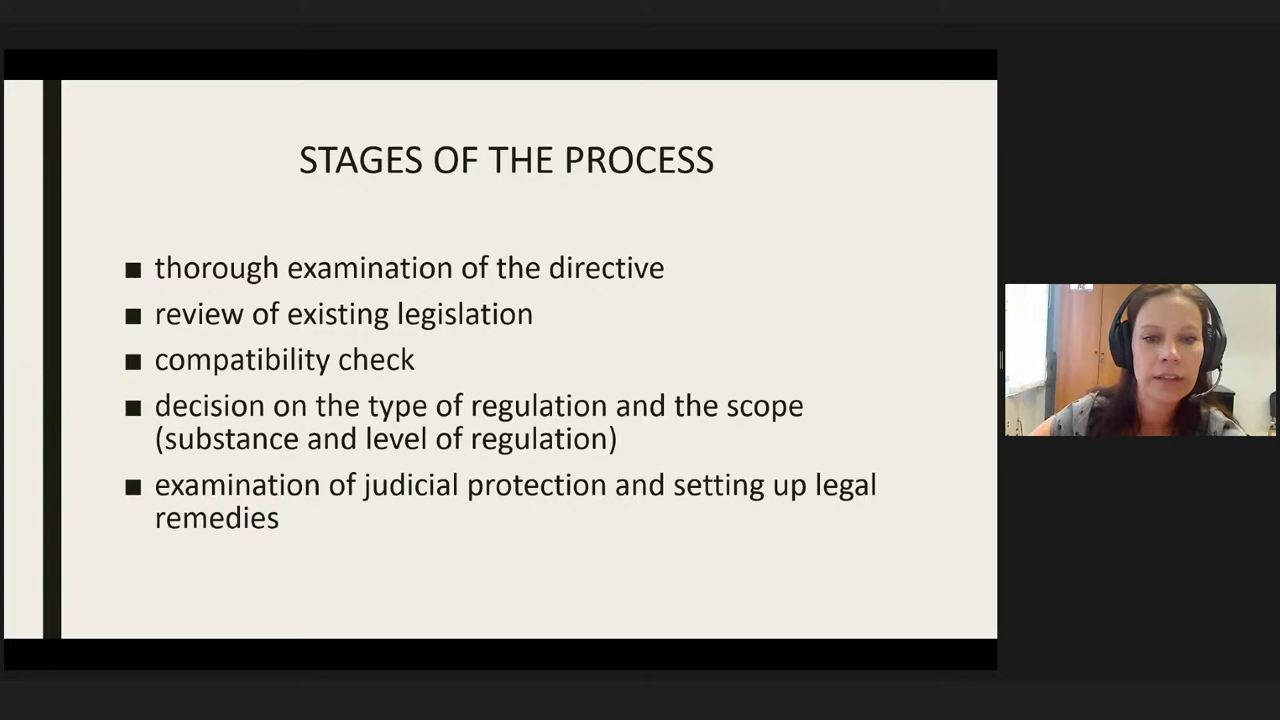 STAGES OF THE PROCESS
■ thorough examination of the directive
■ review of existing legislation
■ compatibility check
■ decision on the type of regulation and the scope
(substance and level of regulation)
■ examination of judicial protection and setting up legal
remedies